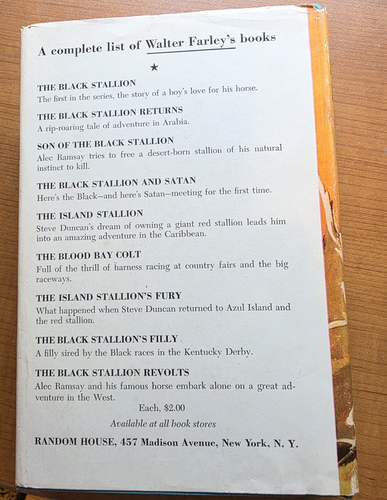 A complete list of Walter Farley's books
★
THE BLACK STALLION
The first in the series, the story of a boy's love for his horse.
THE BLACK STALLION RETURNS
A rip-roaring tale of adventure in Arabia.
SON OF THE BLACK STALLION
Alec Ramsay tries to free a desert-born stallion of his natural
instinct to kill.
THE BLACK STALLION AND SATAN
Here's the Black—and here's Satan—meeting for the first time.
THE ISLAND STALLION
Steve Duncan's dream of owning a giant red stallion leads him
into an amazing adventure in the Caribbean.
THE BLOOD BAY COLT
Full of the thrill of harness racing at country fairs and the big
raceways.
THE ISLAND STALLION'S FURY
What happened when Steve Duncan returned to Azul Island and
the red stallion.
THE BLACK STALLION'S FILLY
A filly sired by the Black races in the Kentucky Derby.
THE BLACK STALLION REVOLTS
Alec Ramsay and his famous horse embark alone on a great ad-
venture in the West.
Each, $2.00
Available at all book stores
RANDOM HOUSE, 457 Madison Avenue, New York, N. Y.